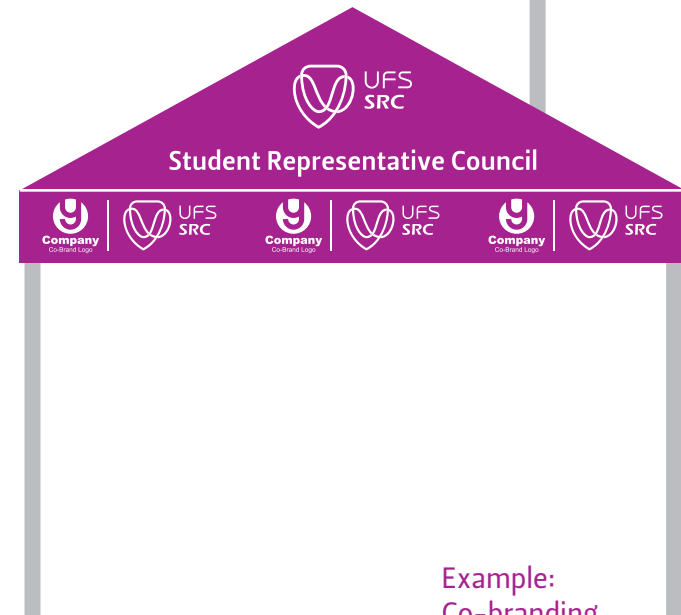 UFS
SRC
Student Representative Council
Company
Co-Brand Logo
UFS
SRC
Company
Co-Brand Logo
UFS
SRC
Company
Co-Brand Logo
UFS
SRC
Example:
Co-branding